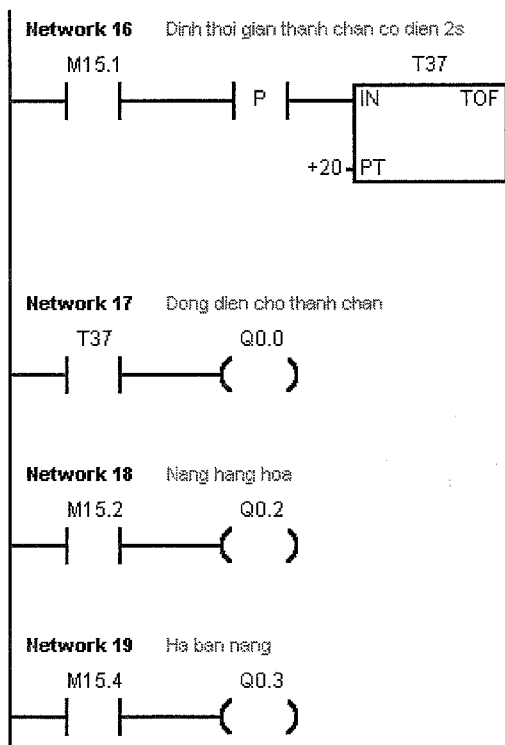 Network 16 Dinh thoi gian thanh chan co dien 2s
M15.1 T37
P IN TOF
+20 PT
Network 17 Dong dien cho thanh chan
T37 Q0.0
Network 18 Nang hang hoa
M15.2 Q0.2
Network 19 Ha ban nang
M15.4 Q0.3